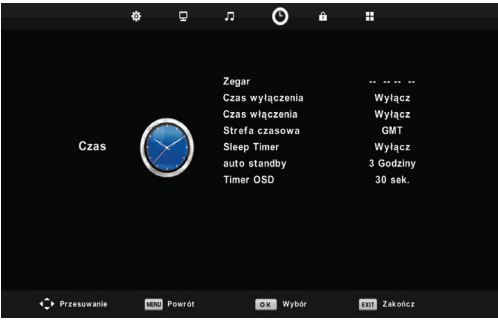 Zegar -- -- -- --
Czas wyłączenia Wyłącz
Czas włączenia Wyłącz
Strefa czasowa GMT
Czas
Sleep Timer Wyłącz
auto standby 3 Godziny
Timer OSD 30 sek.
Przesuwanie MENU Powrót OK Wybór EXIT Zakończ